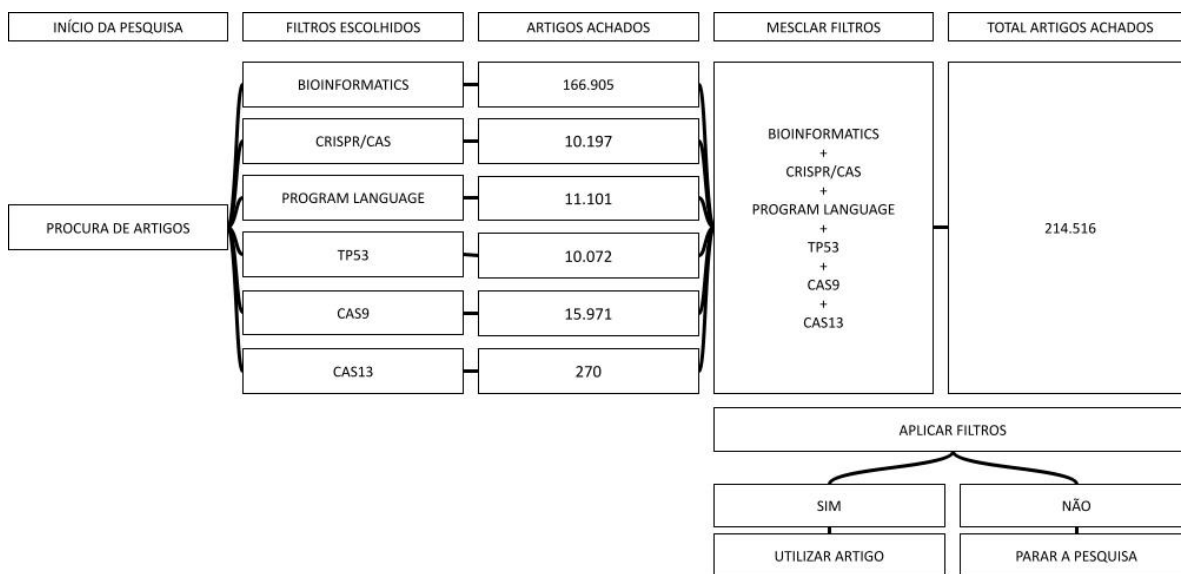 INÍCIO DA PESQUISA
FILTROS ESCOLHIDOS
ARTIGOS ACHADOS
MESCLAR FILTROS
TOTAL ARTIGOS ACHADOS
PROCURA DE ARTIGOS
BIOINFORMATICS
166.905
CRISPR/CAS
10.197
PROGRAM LANGUAGE
11.101
TP53
10.072
CAS9
15.971
CAS13
270
BIOINFORMATICS
+
CRISPR/CAS
+
PROGRAM LANGUAGE
+
TP53
+
CAS9
+
CAS13
214.516
APLICAR FILTROS
SIM
NÃO
UTILIZAR ARTIGO
PARAR A PESQUISA